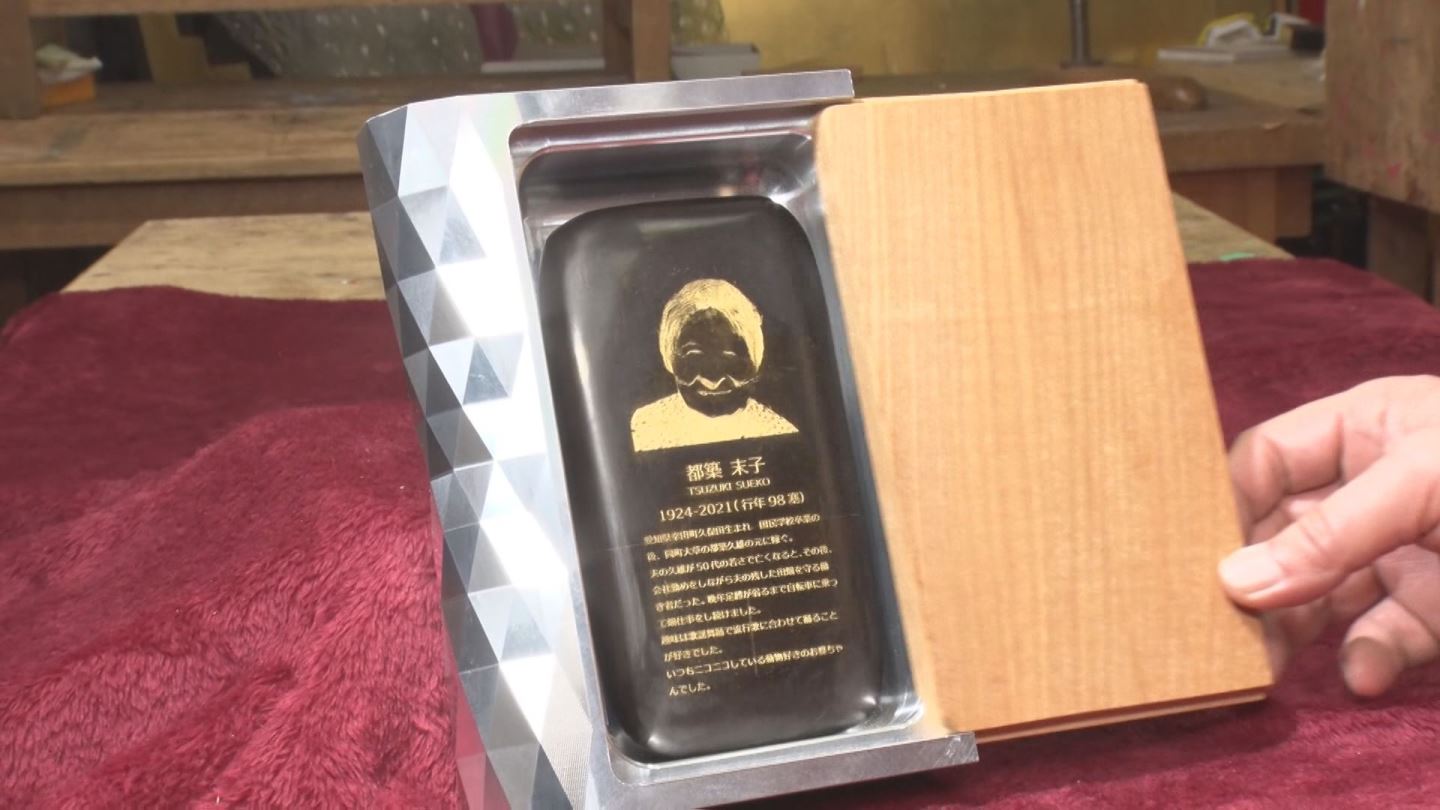 都築 末子
TSUZUKI SUEKO
1924-2021(行年98歳)
愛知県幸田町久保田生まれ 国民学校卒業の
後、同町大草の都築久雄の元に嫁ぐ。
夫の久雄が50代の若さで亡くなると、その後、
会社勤めをしながら夫の残した田畑を守る働
き者だった。晩年足腰が弱るまで自転車に乗っ
て畑仕事をし続けました。
趣味は歌謡舞踊で流行歌に合わせて踊ること
が好きでした。
いつもニコニコしている動物好きのお婆ちゃ
んでした。